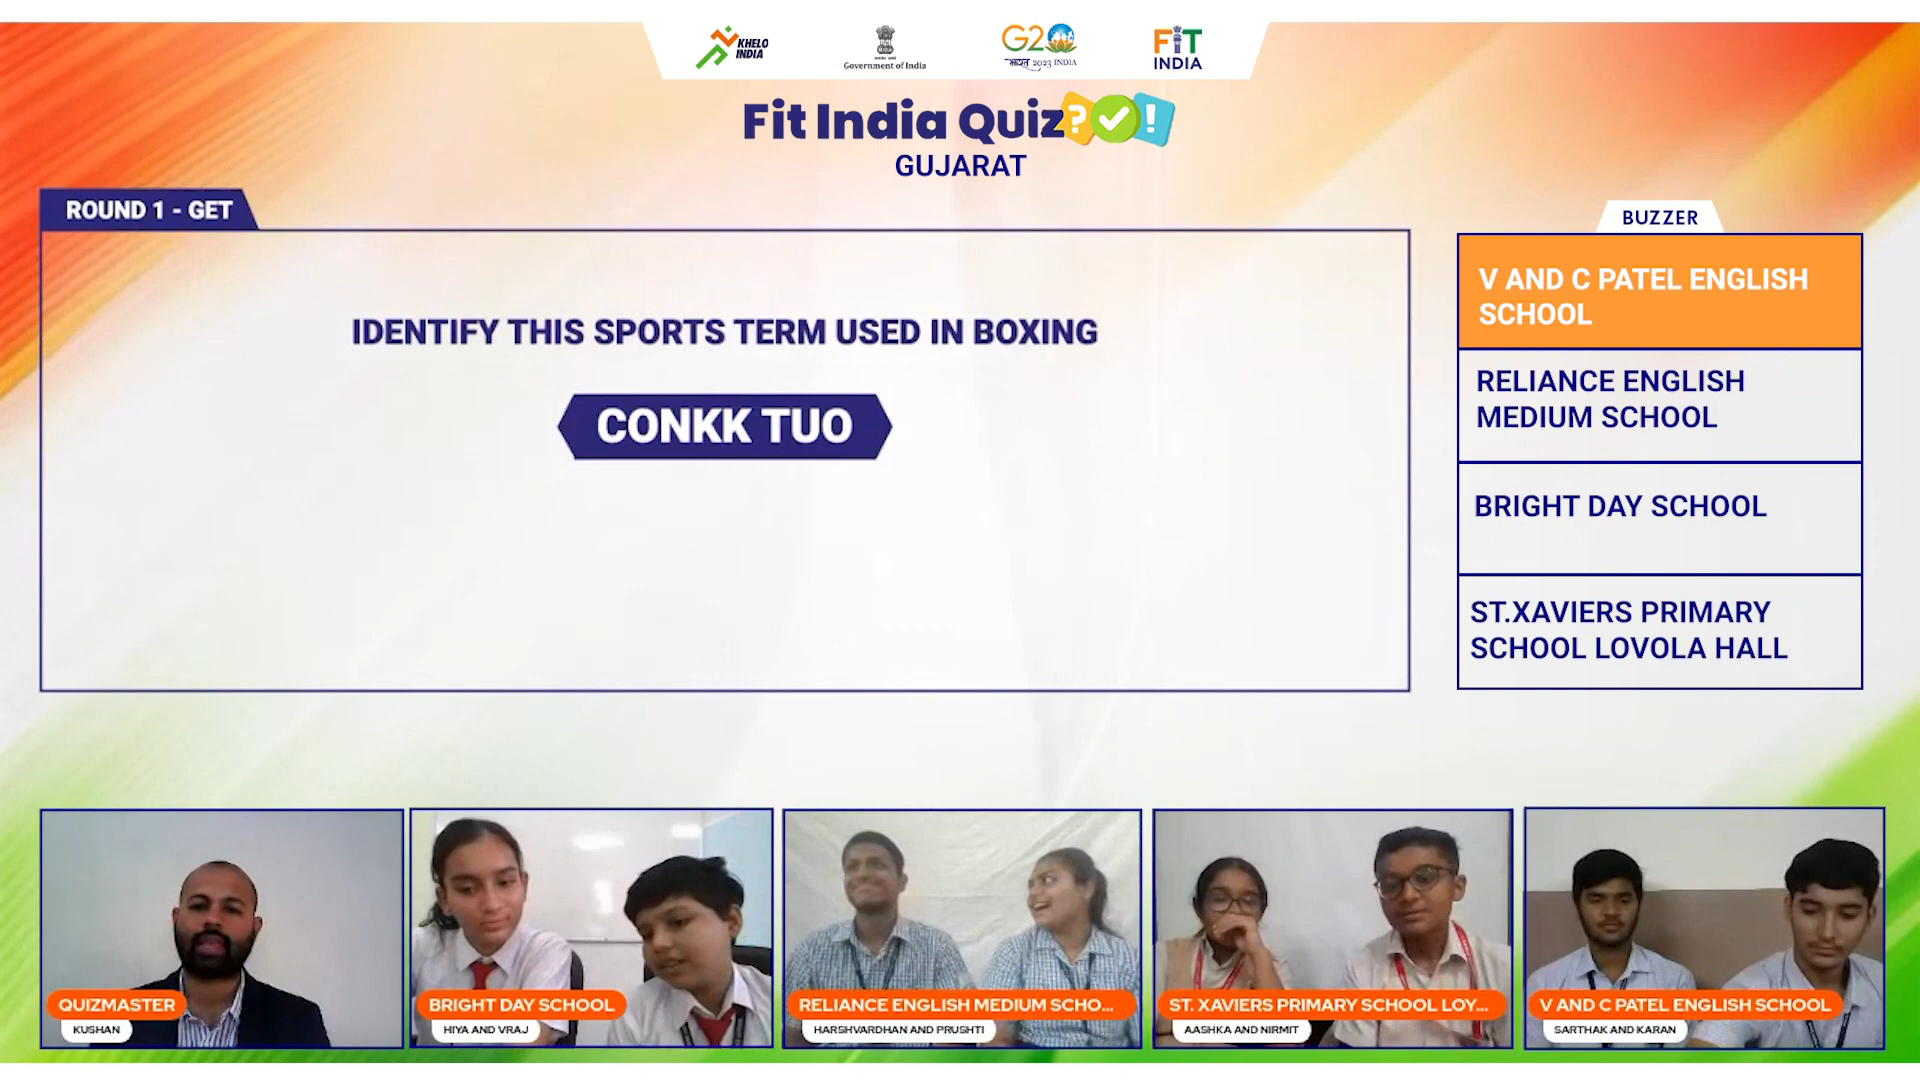 KHELO
INDIA
Government of India
G20
भारत 2023 INDIA
FIT
INDIA
Fit India Quiz?!
GUJARAT
ROUND 1 - GET
IDENTIFY THIS SPORTS TERM USED IN BOXING
CONKK TUO
BUZZER
V AND C PATEL ENGLISH
SCHOOL
RELIANCE ENGLISH
MEDIUM SCHOOL
BRIGHT DAY SCHOOL
ST.XAVIERS PRIMARY
SCHOOL LOVOLA HALL
QUIZMASTER
KUSHAN
BRIGHT DAY SCHOOL
HIYA AND VRAJ
RELIANCE ENGLISH MEDIUM SCHO...
HARSHVARDHAN AND PRUSHTI
ST. XAVIERS PRIMARY SCHOOL LOY...
AASHKA AND NIRMIT
V AND C PATEL ENGLISH SCHOOL
SARTHAK AND KARAN